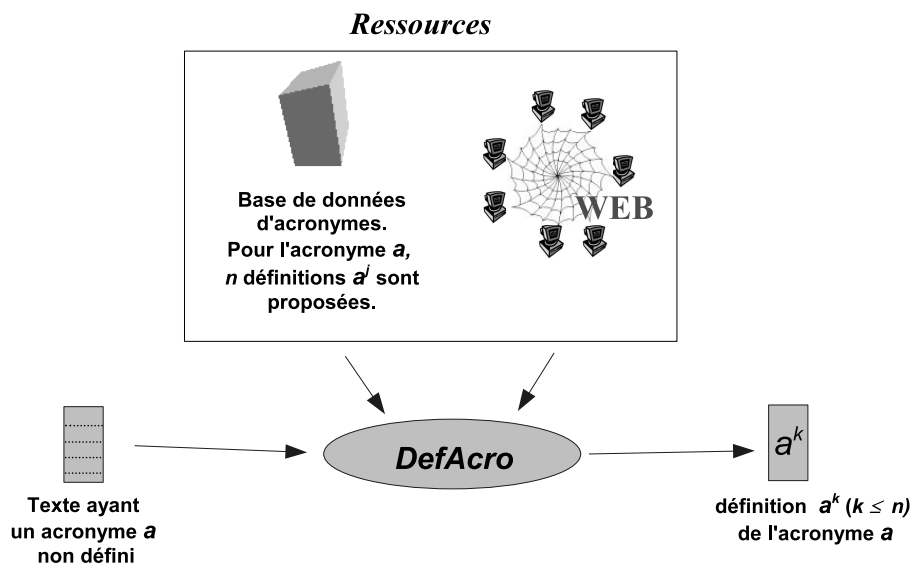 Ressources
Base de données
d'acronymes.
Pour l'acronyme a,
n définitions a^j sont
proposées.
WEB
DefAcro
a^k
Texte ayant
un acronyme a
non défini
définition a^k (k ≤ n)
de l'acronyme a